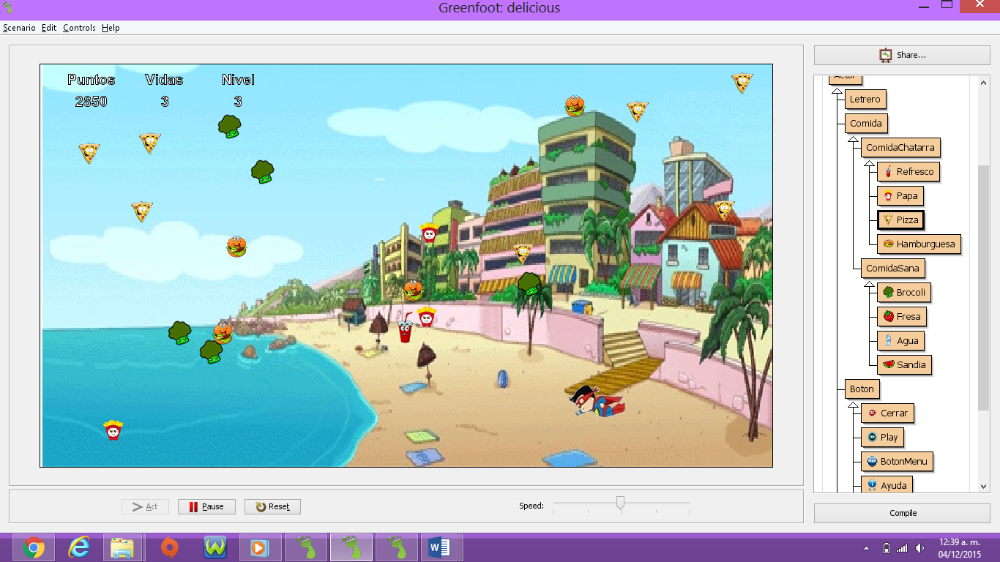 Greenfoot: delicious
Scenario Edit Controls Help
Puntos Vidas Nivel
2850 3 3
Share...
Actor
Letrero
Comida
ComidaChatarra
Refresco
Papa
Pizza
Hamburguesa
ComidaSana
Brocoli
Fresa
Agua
Sandia
Boton
Cerrar
Play
BotonMenu
Ayuda
Act Pause Reset Speed:
Compile
12:39 a. m.
04/12/2015